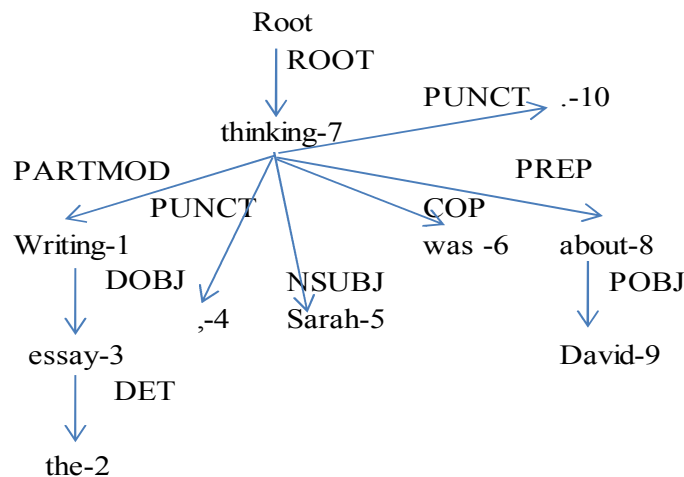 Root
ROOT
PUNCT .-10
thinking-7
PARTMOD PREP
PUNCT COP
Writing-1 was -6 about-8
DOBJ NSUBJ POBJ
,-4 Sarah-5
essay-3 David-9
DET
the-2